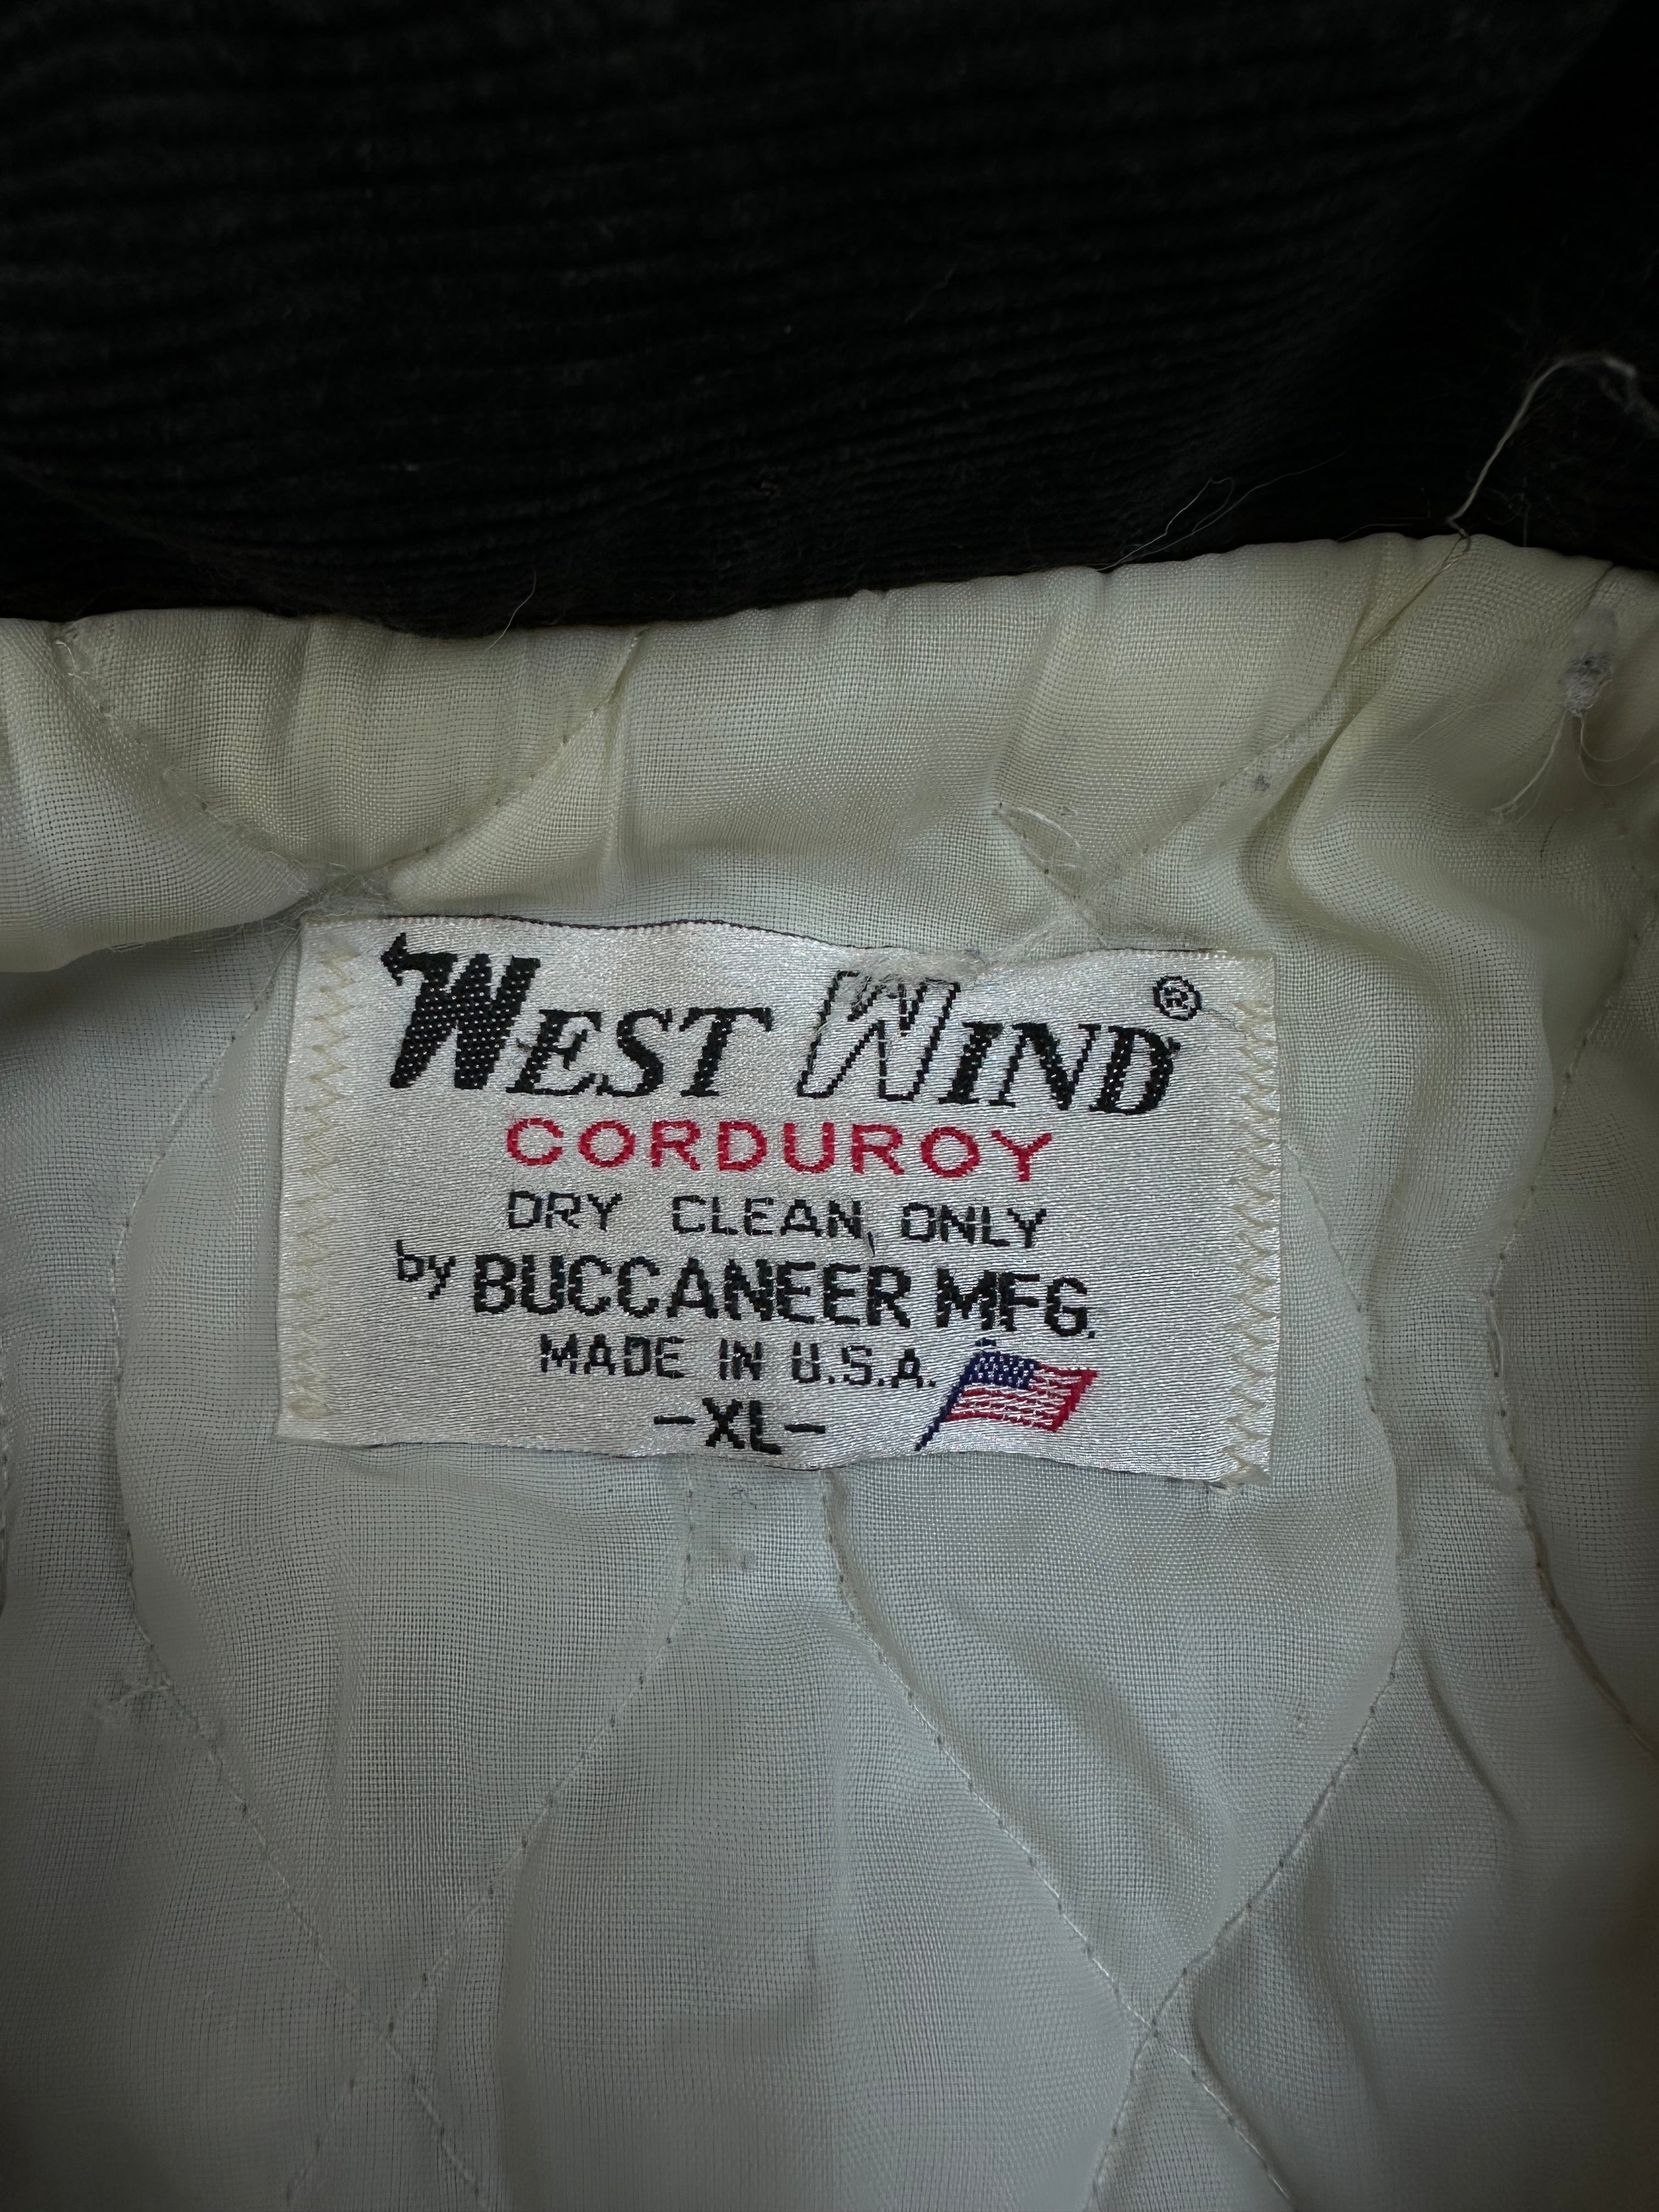 WEST WIND ®
CORDUROY
DRY CLEAN, ONLY
by BUCCANEER MFG.
MADE IN U.S.A.
-XL-